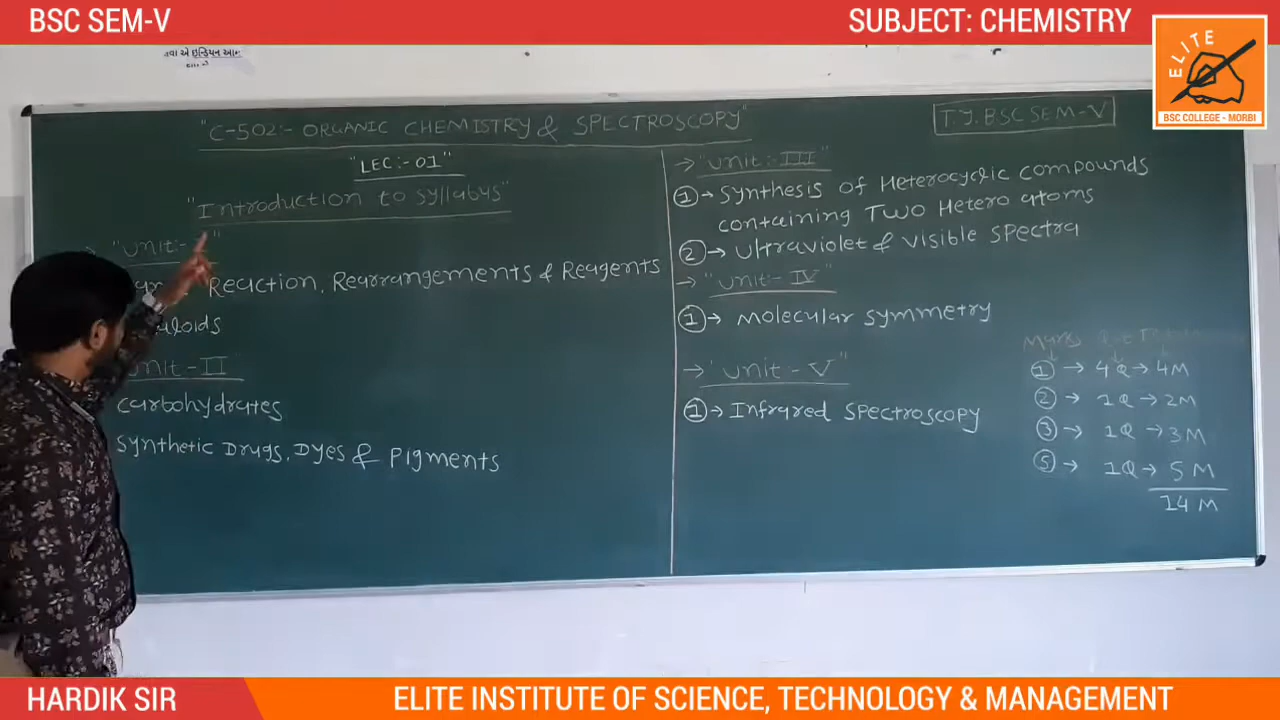 BSC SEM-V
SUBJECT: CHEMISTRY
ELITE
BSC COLLEGE - MORBI
"C-502:- ORGANIC CHEMISTRY & SPECTROSCOPY"
T.Y. BSC SEM-V
"LEC:- 01"
"Introduction to syllabus"
"Unit:-
Reaction, Rearrangements & Reagents
Unit - II
Carbohydrates
Synthetic Drugs, Dyes & Pigments
→ "Unit:- III"
① → Synthesis of Heterocyclic compounds
containing Two Hetero atoms
② → Ultraviolet & visible spectra
→ "Unit:- IV"
① → Molecular symmetry
→ "Unit - V"
① → Infrared spectroscopy
Marks
① → 4Q → 4M
② → 1Q → 2M
③ → 1Q → 3M
⑤ → 1Q → 5M
14 M
HARDIK SIR
ELITE INSTITUTE OF SCIENCE, TECHNOLOGY & MANAGEMENT